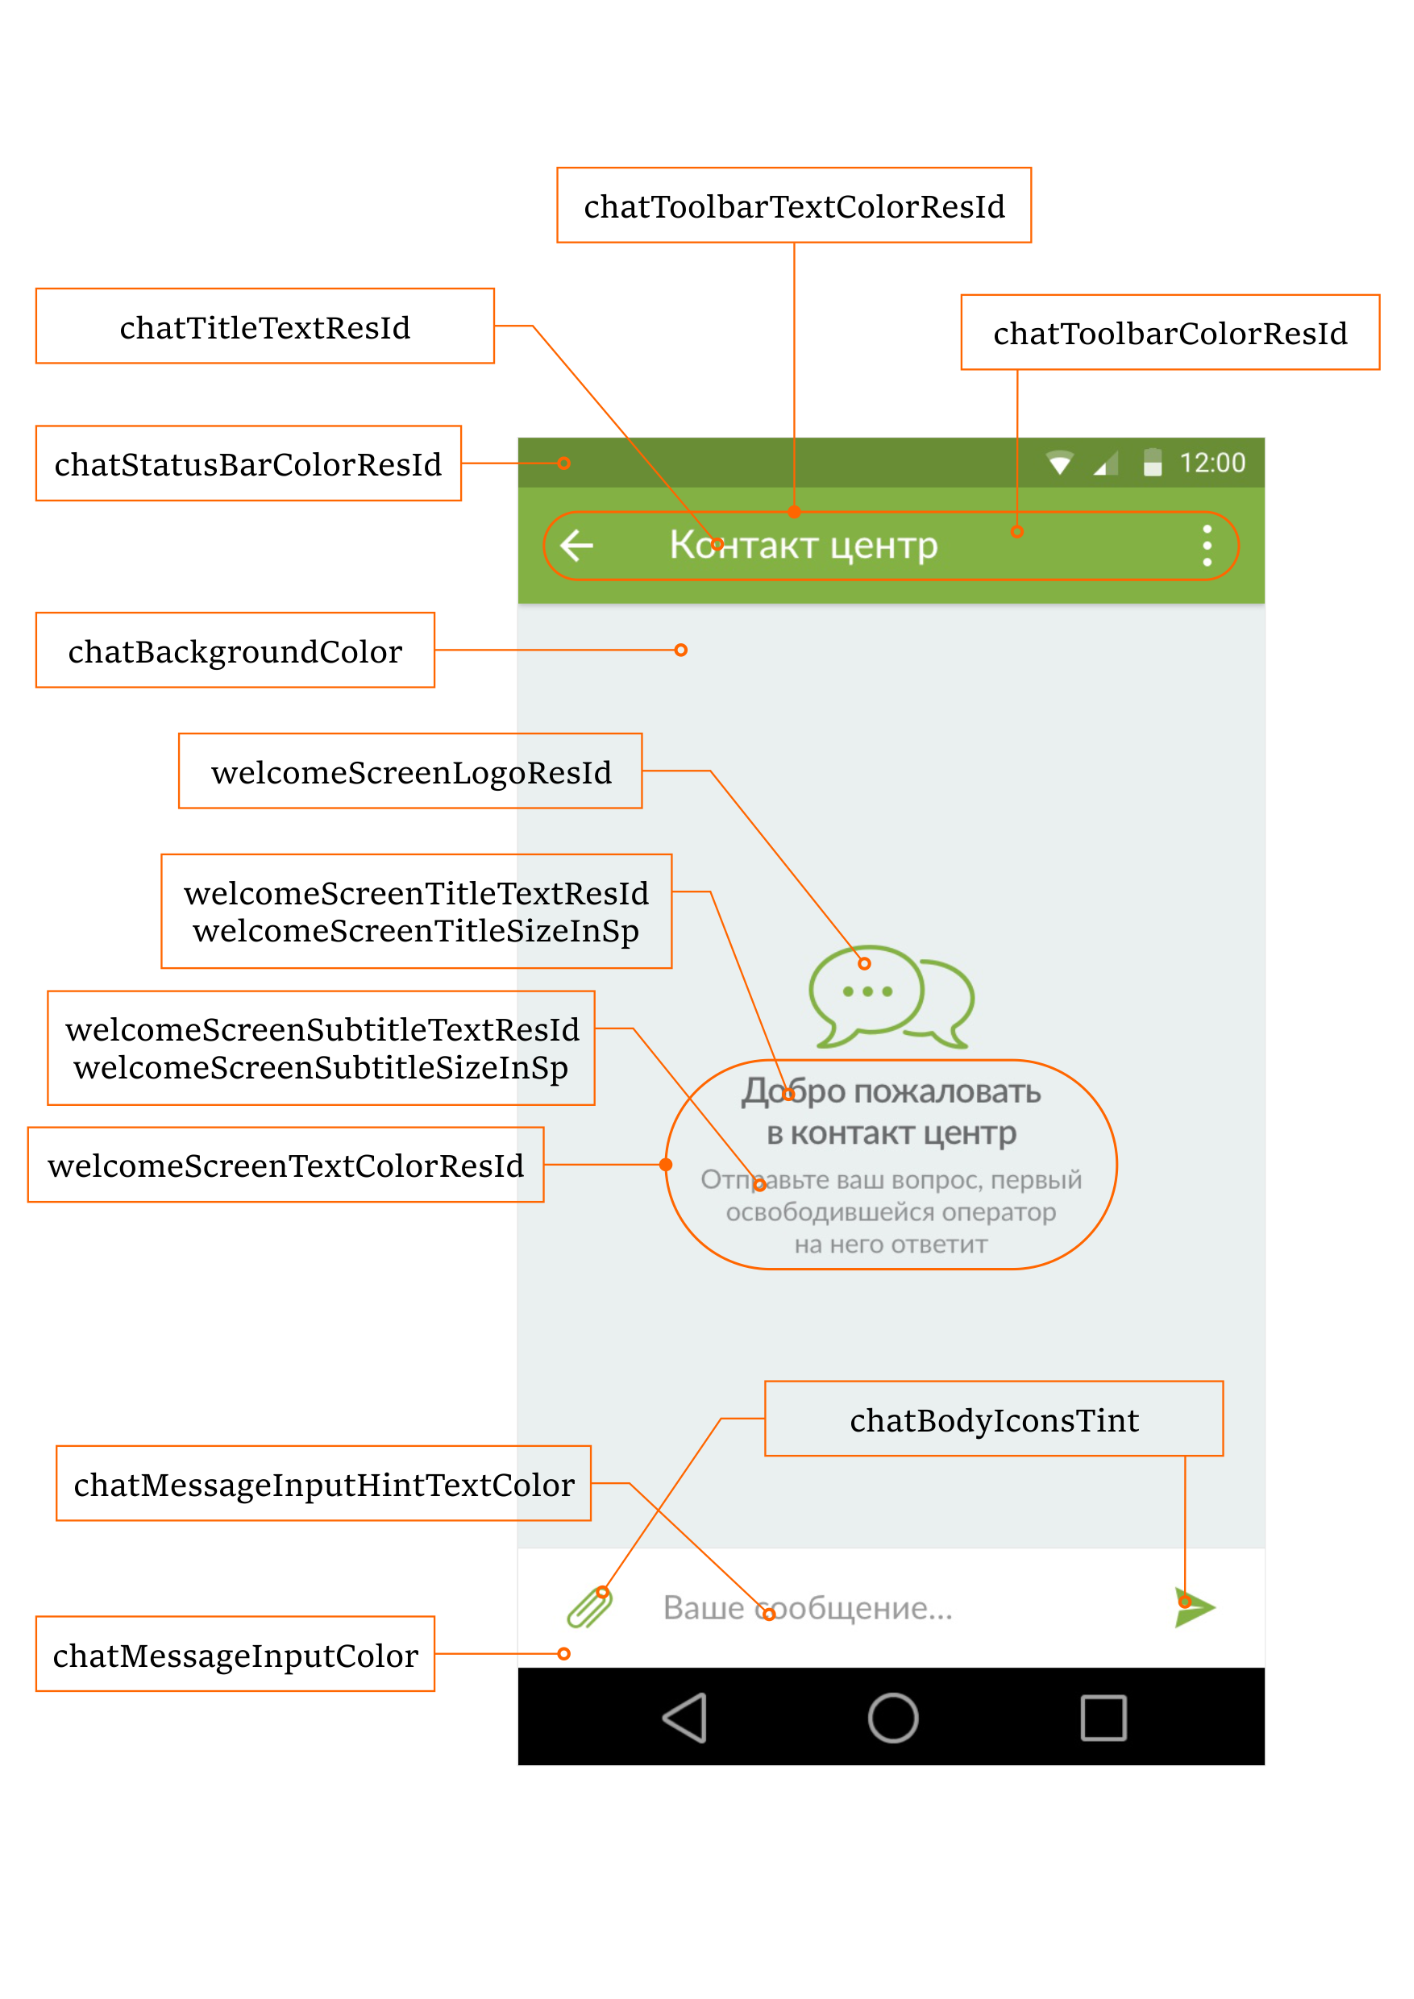 chatToolbarTextColorResId
chatTitleTextResId
chatToolbarColorResId
chatStatusBarColorResId
12:00
Контакт центр
chatBackgroundColor
welcomeScreenLogoResId
welcomeScreenTitleTextResId
welcomeScreenTitleSizeInSp
welcomeScreenSubtitleTextResId
welcomeScreenSubtitleSizeInSp
Добро пожаловать
в контакт центр
welcomeScreenTextColorResId
Отправьте ваш вопрос, первый
освободившейся оператор
на него ответит
chatBodyIconsTint
chatMessageInputHintTextColor
Ваше сообщение...
chatMessageInputColor